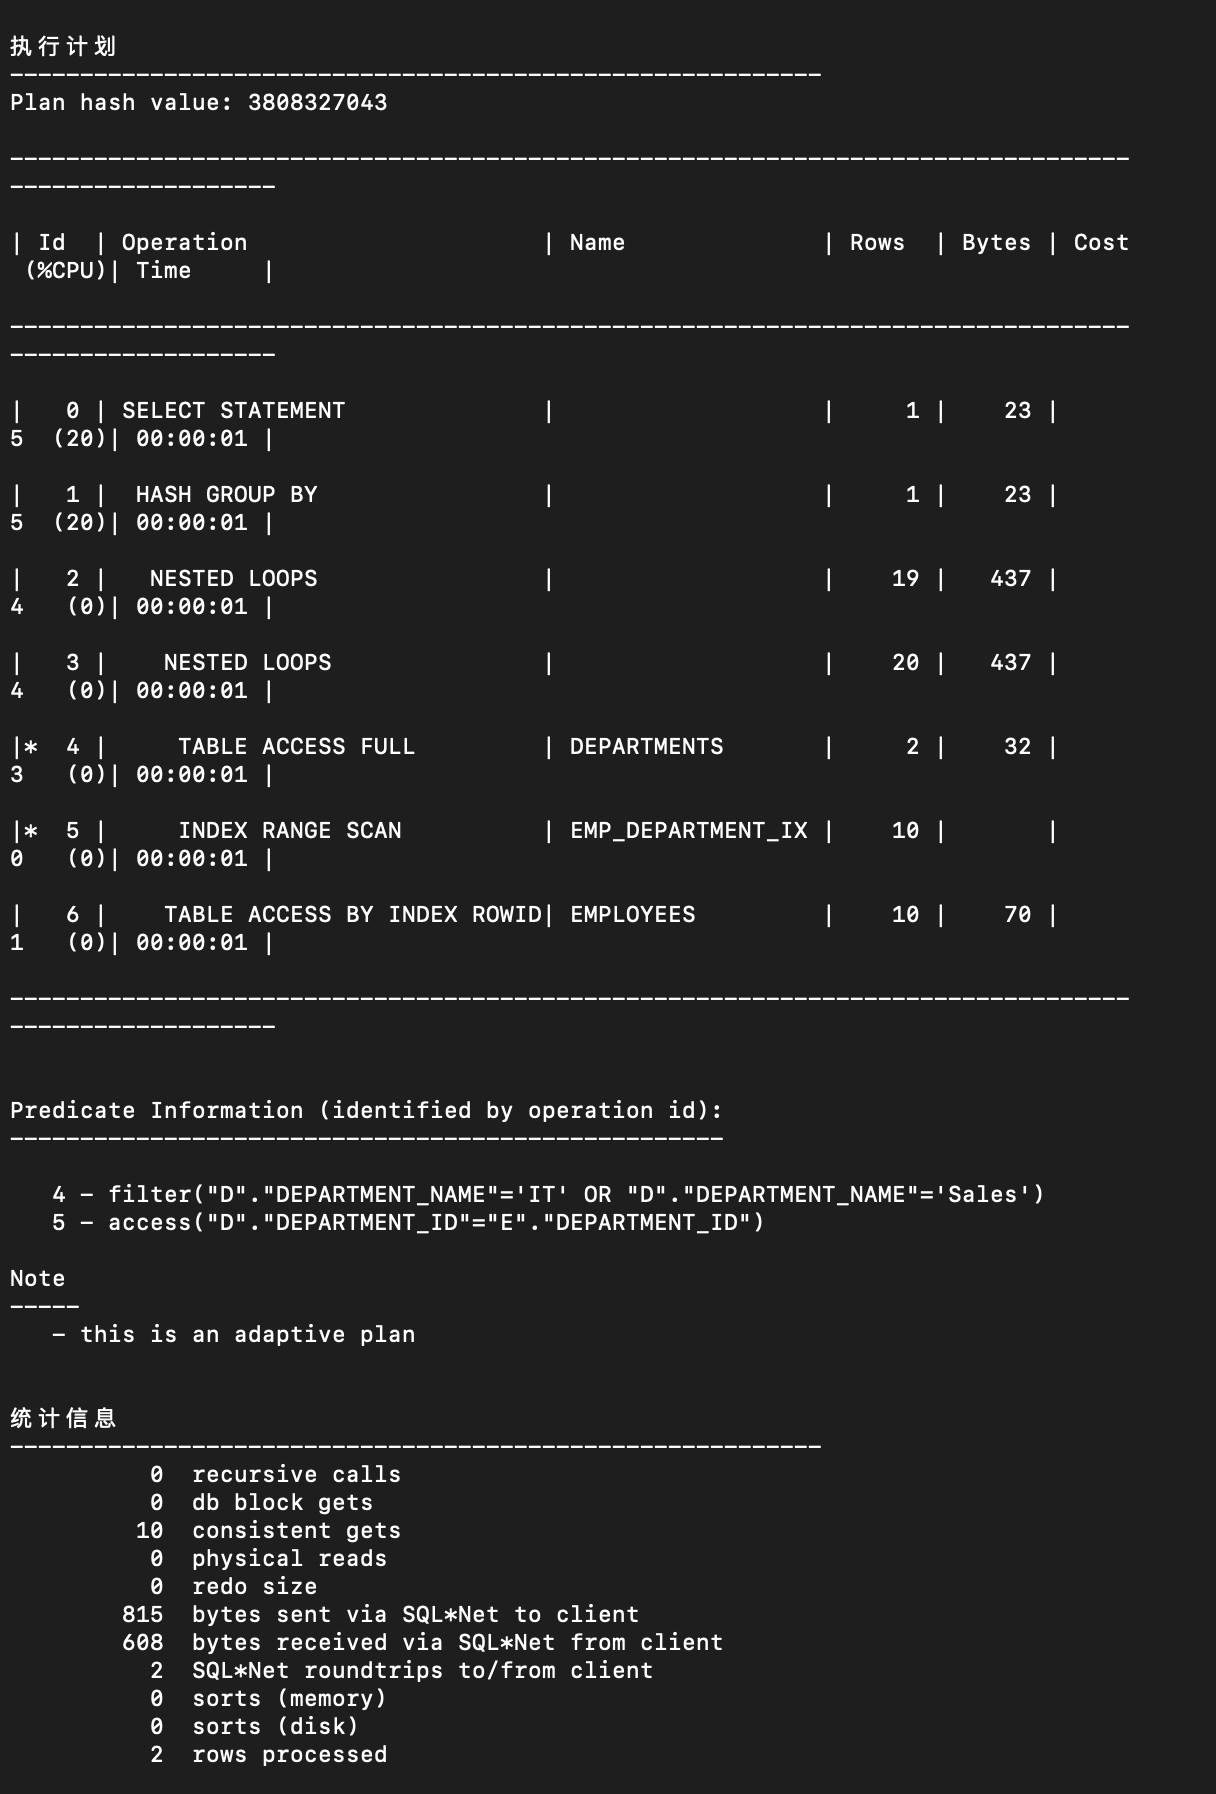 执行计划
----------------------------------------------------------
Plan hash value: 3808327043

--------------------------------------------------------------------------------
-------------------

| Id  | Operation                     | Name              | Rows  | Bytes | Cost
 (%CPU)| Time     |

--------------------------------------------------------------------------------
-------------------

|   0 | SELECT STATEMENT              |                   |     1 |    23 |
5  (20)| 00:00:01 |

|   1 |  HASH GROUP BY                |                   |     1 |    23 |
5  (20)| 00:00:01 |

|   2 |   NESTED LOOPS                |                   |    19 |   437 |
4   (0)| 00:00:01 |

|   3 |    NESTED LOOPS               |                   |    20 |   437 |
4   (0)| 00:00:01 |

|*  4 |     TABLE ACCESS FULL         | DEPARTMENTS       |     2 |    32 |
3   (0)| 00:00:01 |

|*  5 |     INDEX RANGE SCAN          | EMP_DEPARTMENT_IX |    10 |       |
0   (0)| 00:00:01 |

|   6 |    TABLE ACCESS BY INDEX ROWID| EMPLOYEES         |    10 |    70 |
1   (0)| 00:00:01 |

--------------------------------------------------------------------------------
-------------------


Predicate Information (identified by operation id):
---------------------------------------------------

   4 - filter("D"."DEPARTMENT_NAME"='IT' OR "D"."DEPARTMENT_NAME"='Sales')
   5 - access("D"."DEPARTMENT_ID"="E"."DEPARTMENT_ID")

Note
-----
   - this is an adaptive plan


统计信息
----------------------------------------------------------
          0  recursive calls
          0  db block gets
         10  consistent gets
          0  physical reads
          0  redo size
        815  bytes sent via SQL*Net to client
        608  bytes received via SQL*Net from client
          2  SQL*Net roundtrips to/from client
          0  sorts (memory)
          0  sorts (disk)
          2  rows processed